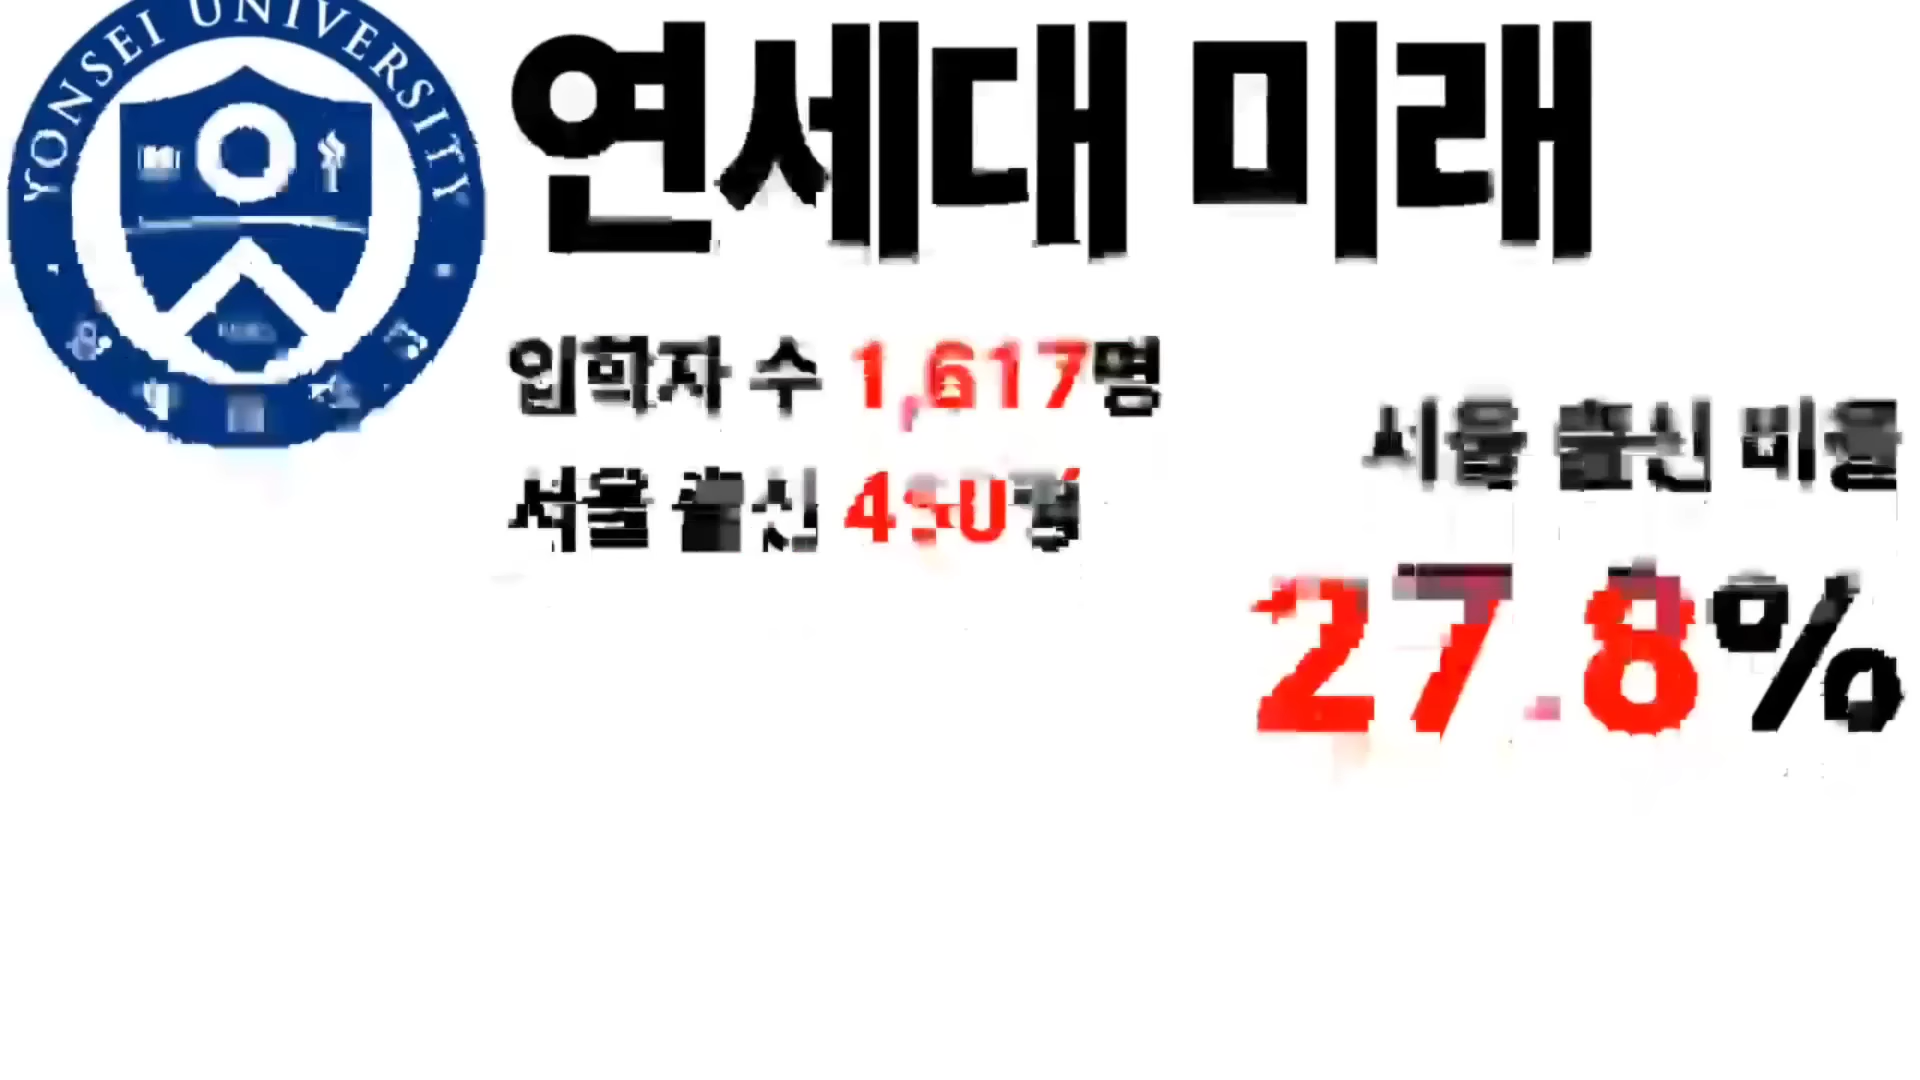 YONSEI UNIVERSITY
연세대 미래
입학자 수 1,617명
서울 출신 450명
서울 출신 비율
27.8%